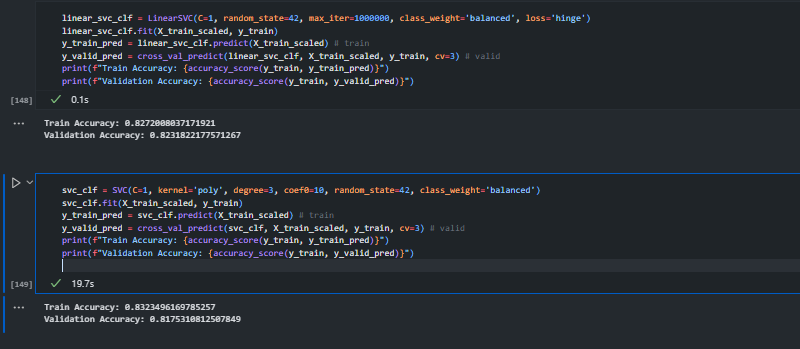 linear_svc_clf = LinearSVC(C=1, random_state=42, max_iter=1000000, class_weight='balanced', loss='hinge')
linear_svc_clf.fit(X_train_scaled, y_train)
y_train_pred = linear_svc_clf.predict(X_train_scaled) # train
y_valid_pred = cross_val_predict(linear_svc_clf, X_train_scaled, y_train, cv=3) # valid
print(f"Train Accuracy: {accuracy_score(y_train, y_train_pred)}")
print(f"Validation Accuracy: {accuracy_score(y_train, y_valid_pred)}")
[148] ✓ 0.1s
... Train Accuracy: 0.8272008037171921
Validation Accuracy: 0.8231822177571267
svc_clf = SVC(C=1, kernel='poly', degree=3, coef0=10, random_state=42, class_weight='balanced')
svc_clf.fit(X_train_scaled, y_train)
y_train_pred = svc_clf.predict(X_train_scaled) # train
y_valid_pred = cross_val_predict(svc_clf, X_train_scaled, y_train, cv=3) # valid
print(f"Train Accuracy: {accuracy_score(y_train, y_train_pred)}")
print(f"Validation Accuracy: {accuracy_score(y_train, y_valid_pred)}")
[149] ✓ 19.7s
... Train Accuracy: 0.8323496169785257
Validation Accuracy: 0.8175310812507849